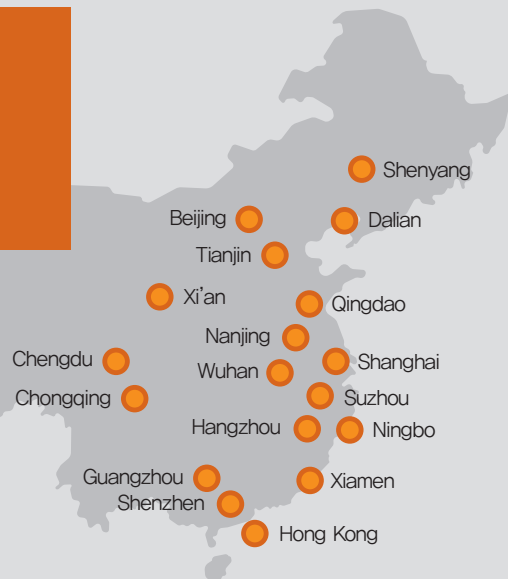 Shenyang
Beijing
Dalian
Tianjin
Xi'an
Qingdao
Nanjing
Chengdu
Shanghai
Wuhan
Chongqing
Suzhou
Hangzhou
Ningbo
Guangzhou
Xiamen
Shenzhen
Hong Kong